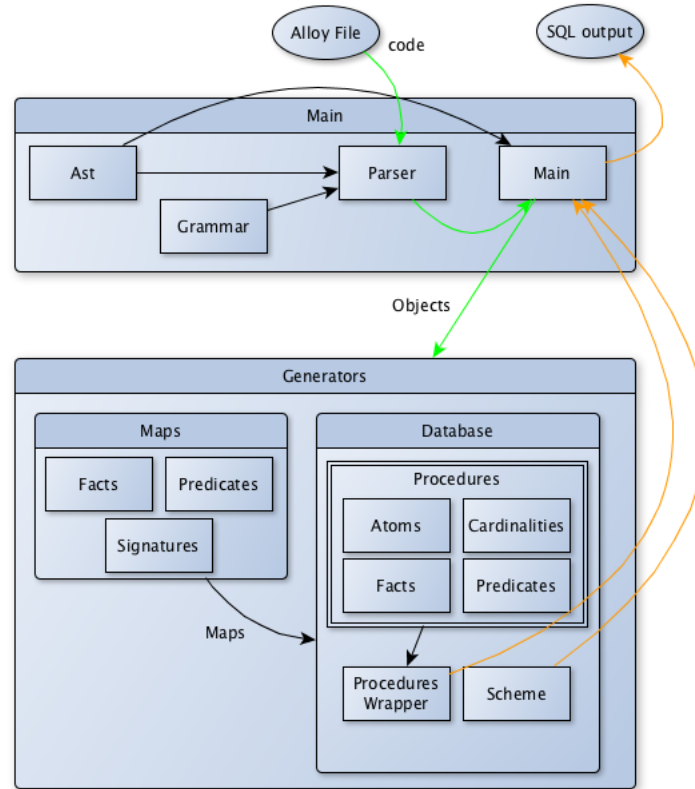 Alloy File
SQL output
code
Main
Ast
Parser
Main
Grammar
Objects
Generators
Maps
Database
Facts
Predicates
Signatures
Procedures
Atoms
Cardinalities
Facts
Predicates
Maps
Procedures
Wrapper
Scheme